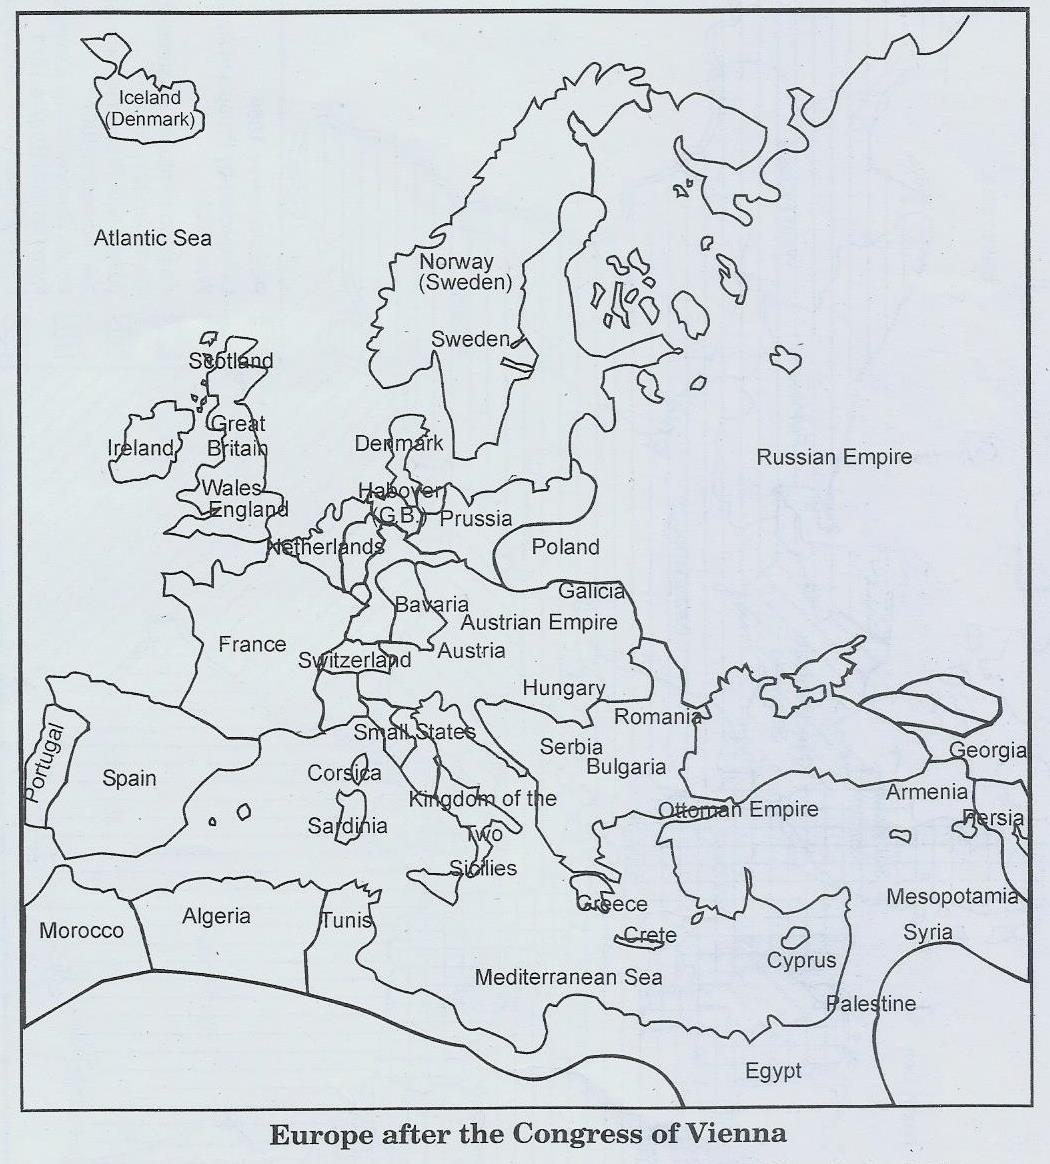 Iceland
(Denmark)
Atlantic Sea
Norway
(Sweden)
Sweden
Scotland
Great
Britain
Ireland
Denmark
Russian Empire
Wales
England
Habover
(G.B.)
Prussia
Netherlands
Poland
Galicia
Bavaria
Austrian Empire
France
Switzerland
Austria
Hungary
Romania
Small States
Serbia
Bulgaria
Georgia
Portugal
Spain
Corsica
Armenia
Kingdom of the
Two
Sicilies
Ottoman Empire
Persia
Sardinia
Mesopotamia
Greece
Morocco
Algeria
Tunis
Crete
Syria
Cyprus
Mediterranean Sea
Palestine
Egypt
Europe after the Congress of Vienna